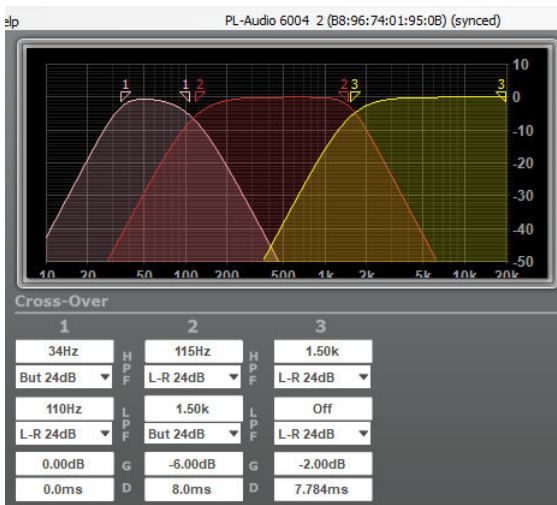 elp
PL-Audio 6004 2 (B8:96:74:01:95:0B) (synced)
10
1 1 2 2 3 3
0
-10
-20
-30
-40
-50
10 20 50 100 200 500 1k 2k 5k 10k 20k
Cross-Over
1 2 3
34Hz HPF 115Hz HPF 1.50k
But 24dB L-R 24dB L-R 24dB
110Hz LPF 1.50k LPF Off
L-R 24dB But 24dB L-R 24dB
0.00dB G -6.00dB G -2.00dB
0.0ms D 8.0ms D 7.784ms